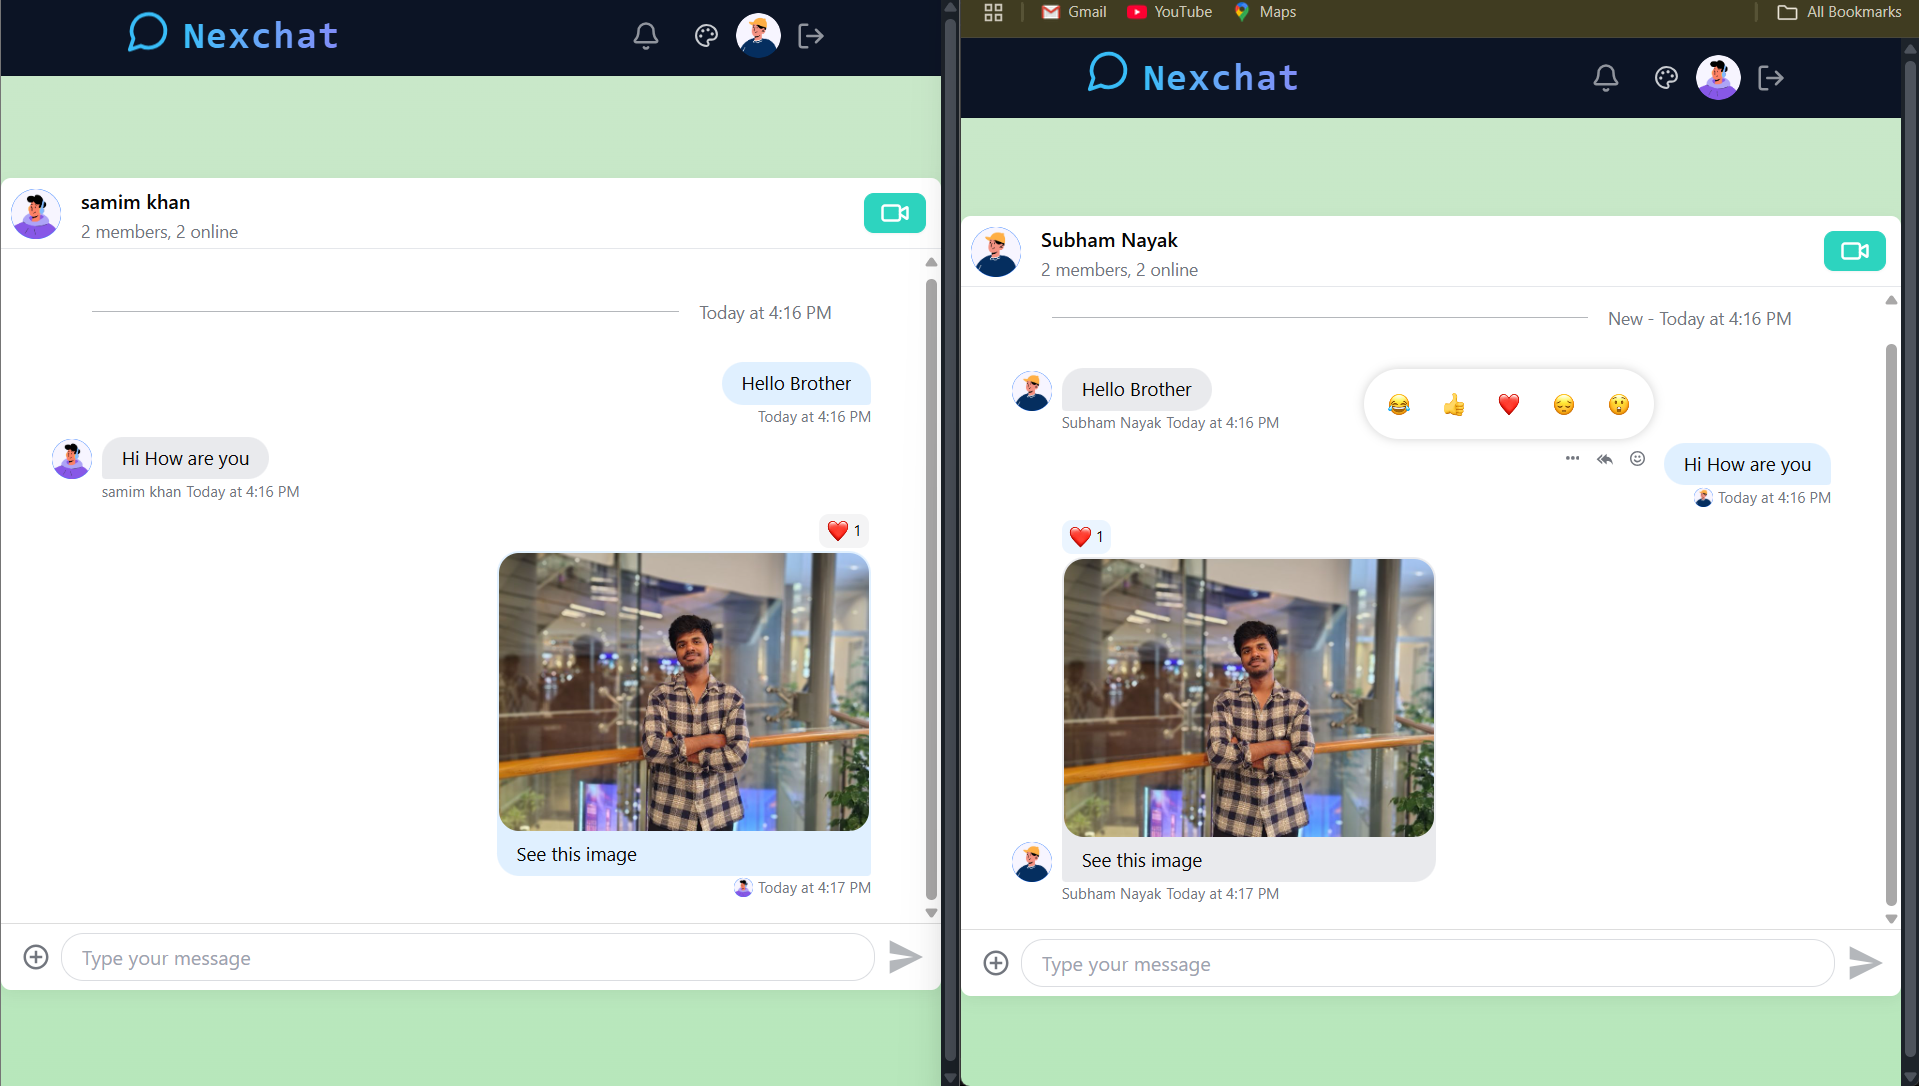 Nexchat
samim khan
2 members, 2 online
Today at 4:16 PM
Hello Brother
Today at 4:16 PM
Hi How are you
samim khan Today at 4:16 PM
1
See this image
Today at 4:17 PM
Type your message
Gmail YouTube Maps All Bookmarks
Nexchat
Subham Nayak
2 members, 2 online
New - Today at 4:16 PM
Hello Brother
Subham Nayak Today at 4:16 PM
Hi How are you
Today at 4:16 PM
1
See this image
Subham Nayak Today at 4:17 PM
Type your message